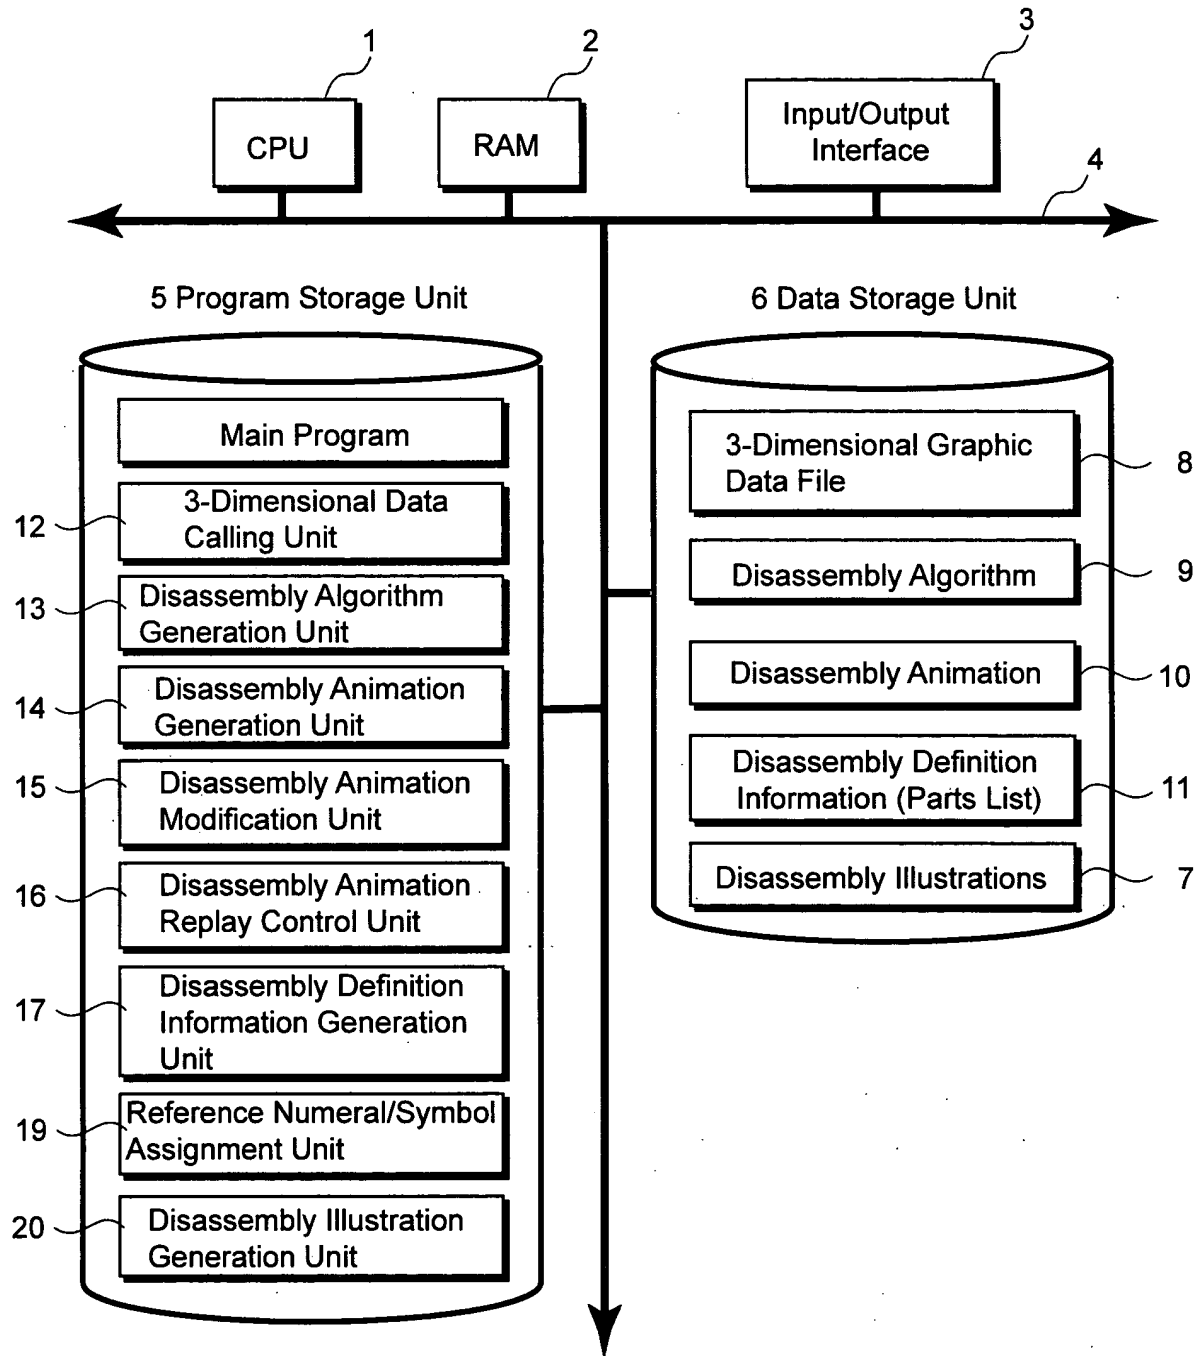 1
2
3
CPU
RAM
Input/Output
Interface
4
5 Program Storage Unit
Main Program
12
3-Dimensional Data
Calling Unit
13
Disassembly Algorithm
Generation Unit
14
Disassembly Animation
Generation Unit
15
Disassembly Animation
Modification Unit
16
Disassembly Animation
Replay Control Unit
17
Disassembly Definition
Information Generation
Unit
19
Reference Numeral/Symbol
Assignment Unit
20
Disassembly Illustration
Generation Unit
6 Data Storage Unit
3-Dimensional Graphic
Data File
8
Disassembly Algorithm
9
Disassembly Animation
10
Disassembly Definition
Information (Parts List)
11
Disassembly Illustrations
7